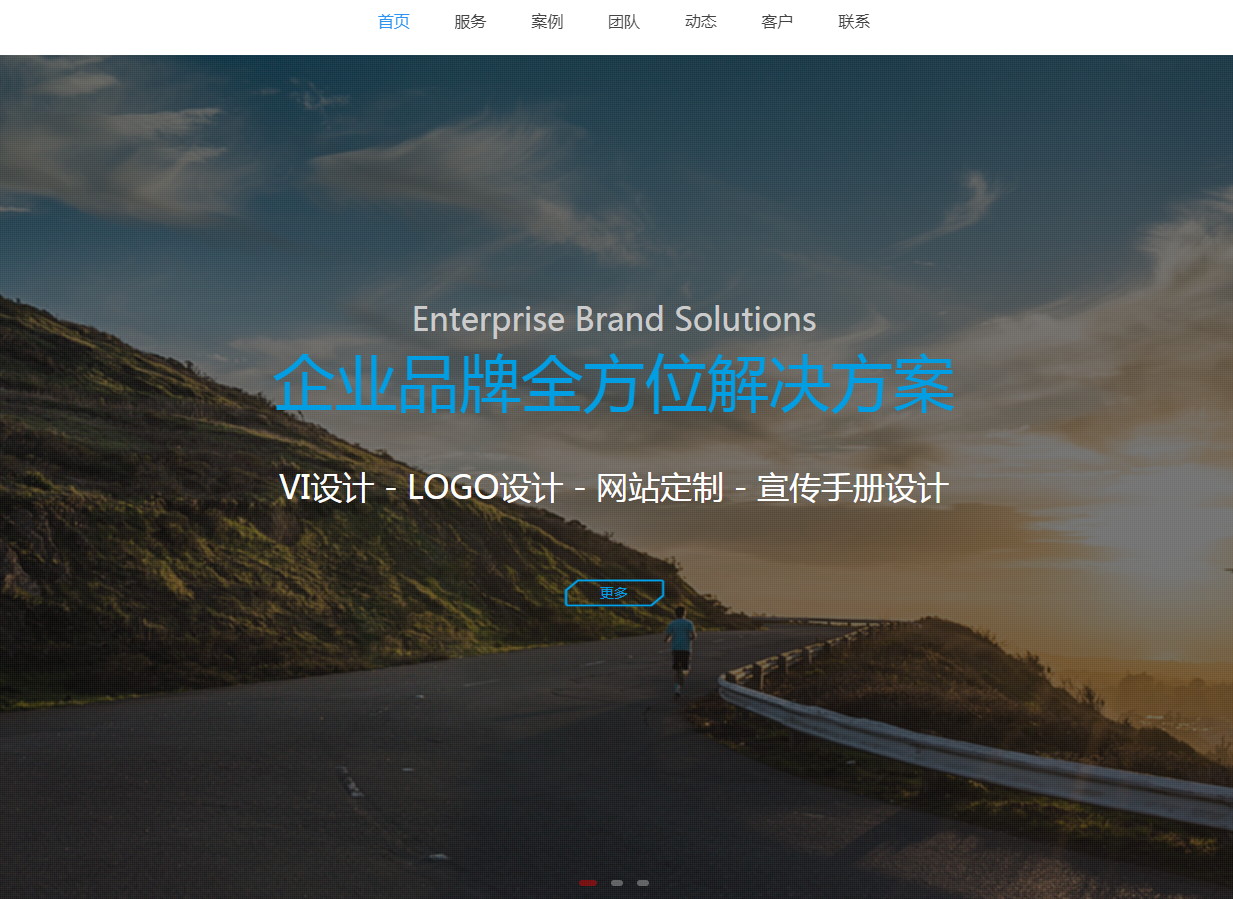 首页 服务 案例 团队 动态 客户 联系
Enterprise Brand Solutions
企业品牌全方位解决方案
VI设计 - LOGO设计 - 网站定制 - 宣传手册设计
更多